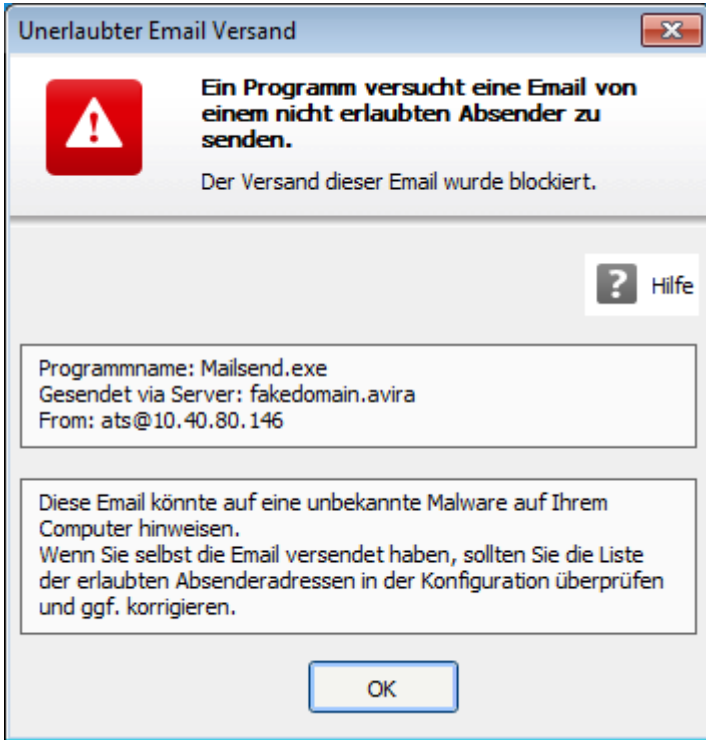 Unerlaubter Email Versand
Ein Programm versucht eine Email von
einem nicht erlaubten Absender zu
senden.
Der Versand dieser Email wurde blockiert.
? Hilfe
Programmname: Mailsend.exe
Gesendet via Server: fakedomain.avira
From: ats@10.40.80.146
Diese Email könnte auf eine unbekannte Malware auf Ihrem
Computer hinweisen.
Wenn Sie selbst die Email versendet haben, sollten Sie die Liste
der erlaubten Absenderadressen in der Konfiguration überprüfen
und ggf. korrigieren.
OK